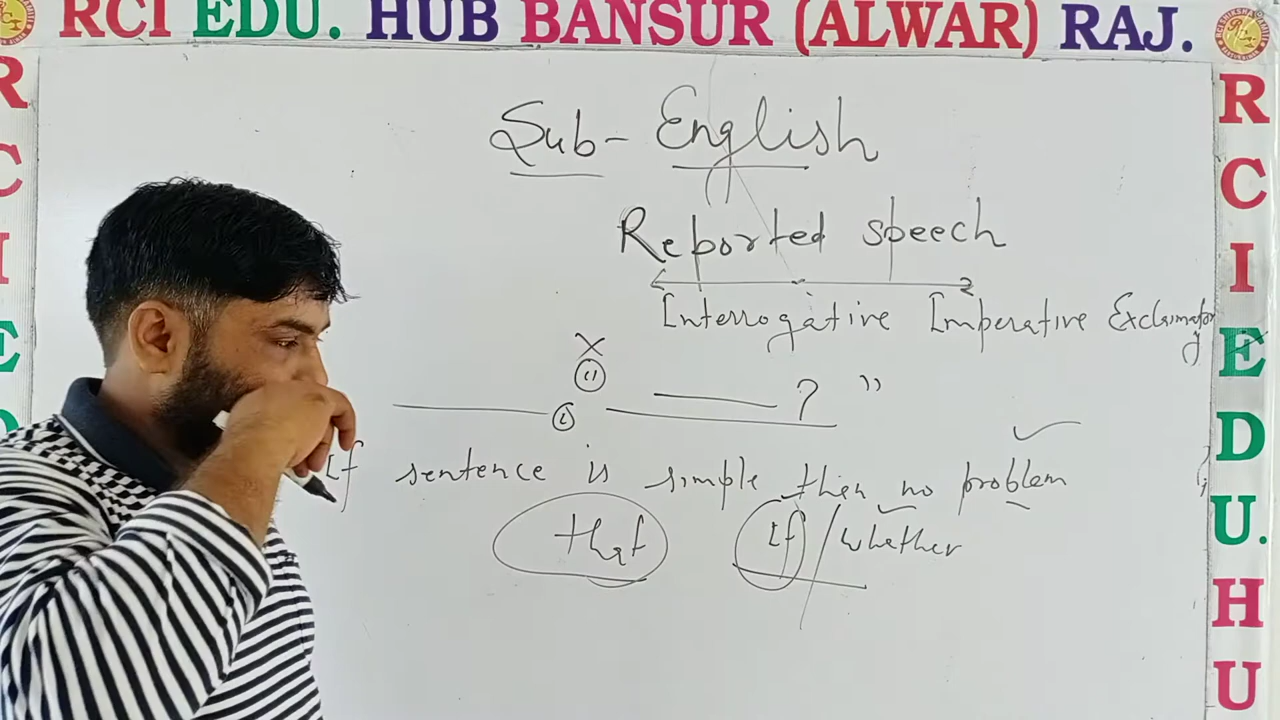 RCI EDU. HUB BANSUR (ALWAR) RAJ.
Sub- English
Reported speech
Interrogative Imperative Exclamatory
X
? "
If sentence is simple then no problem
that If/whether
R
C
I
E
R
C
I
E
D
U.
H
U